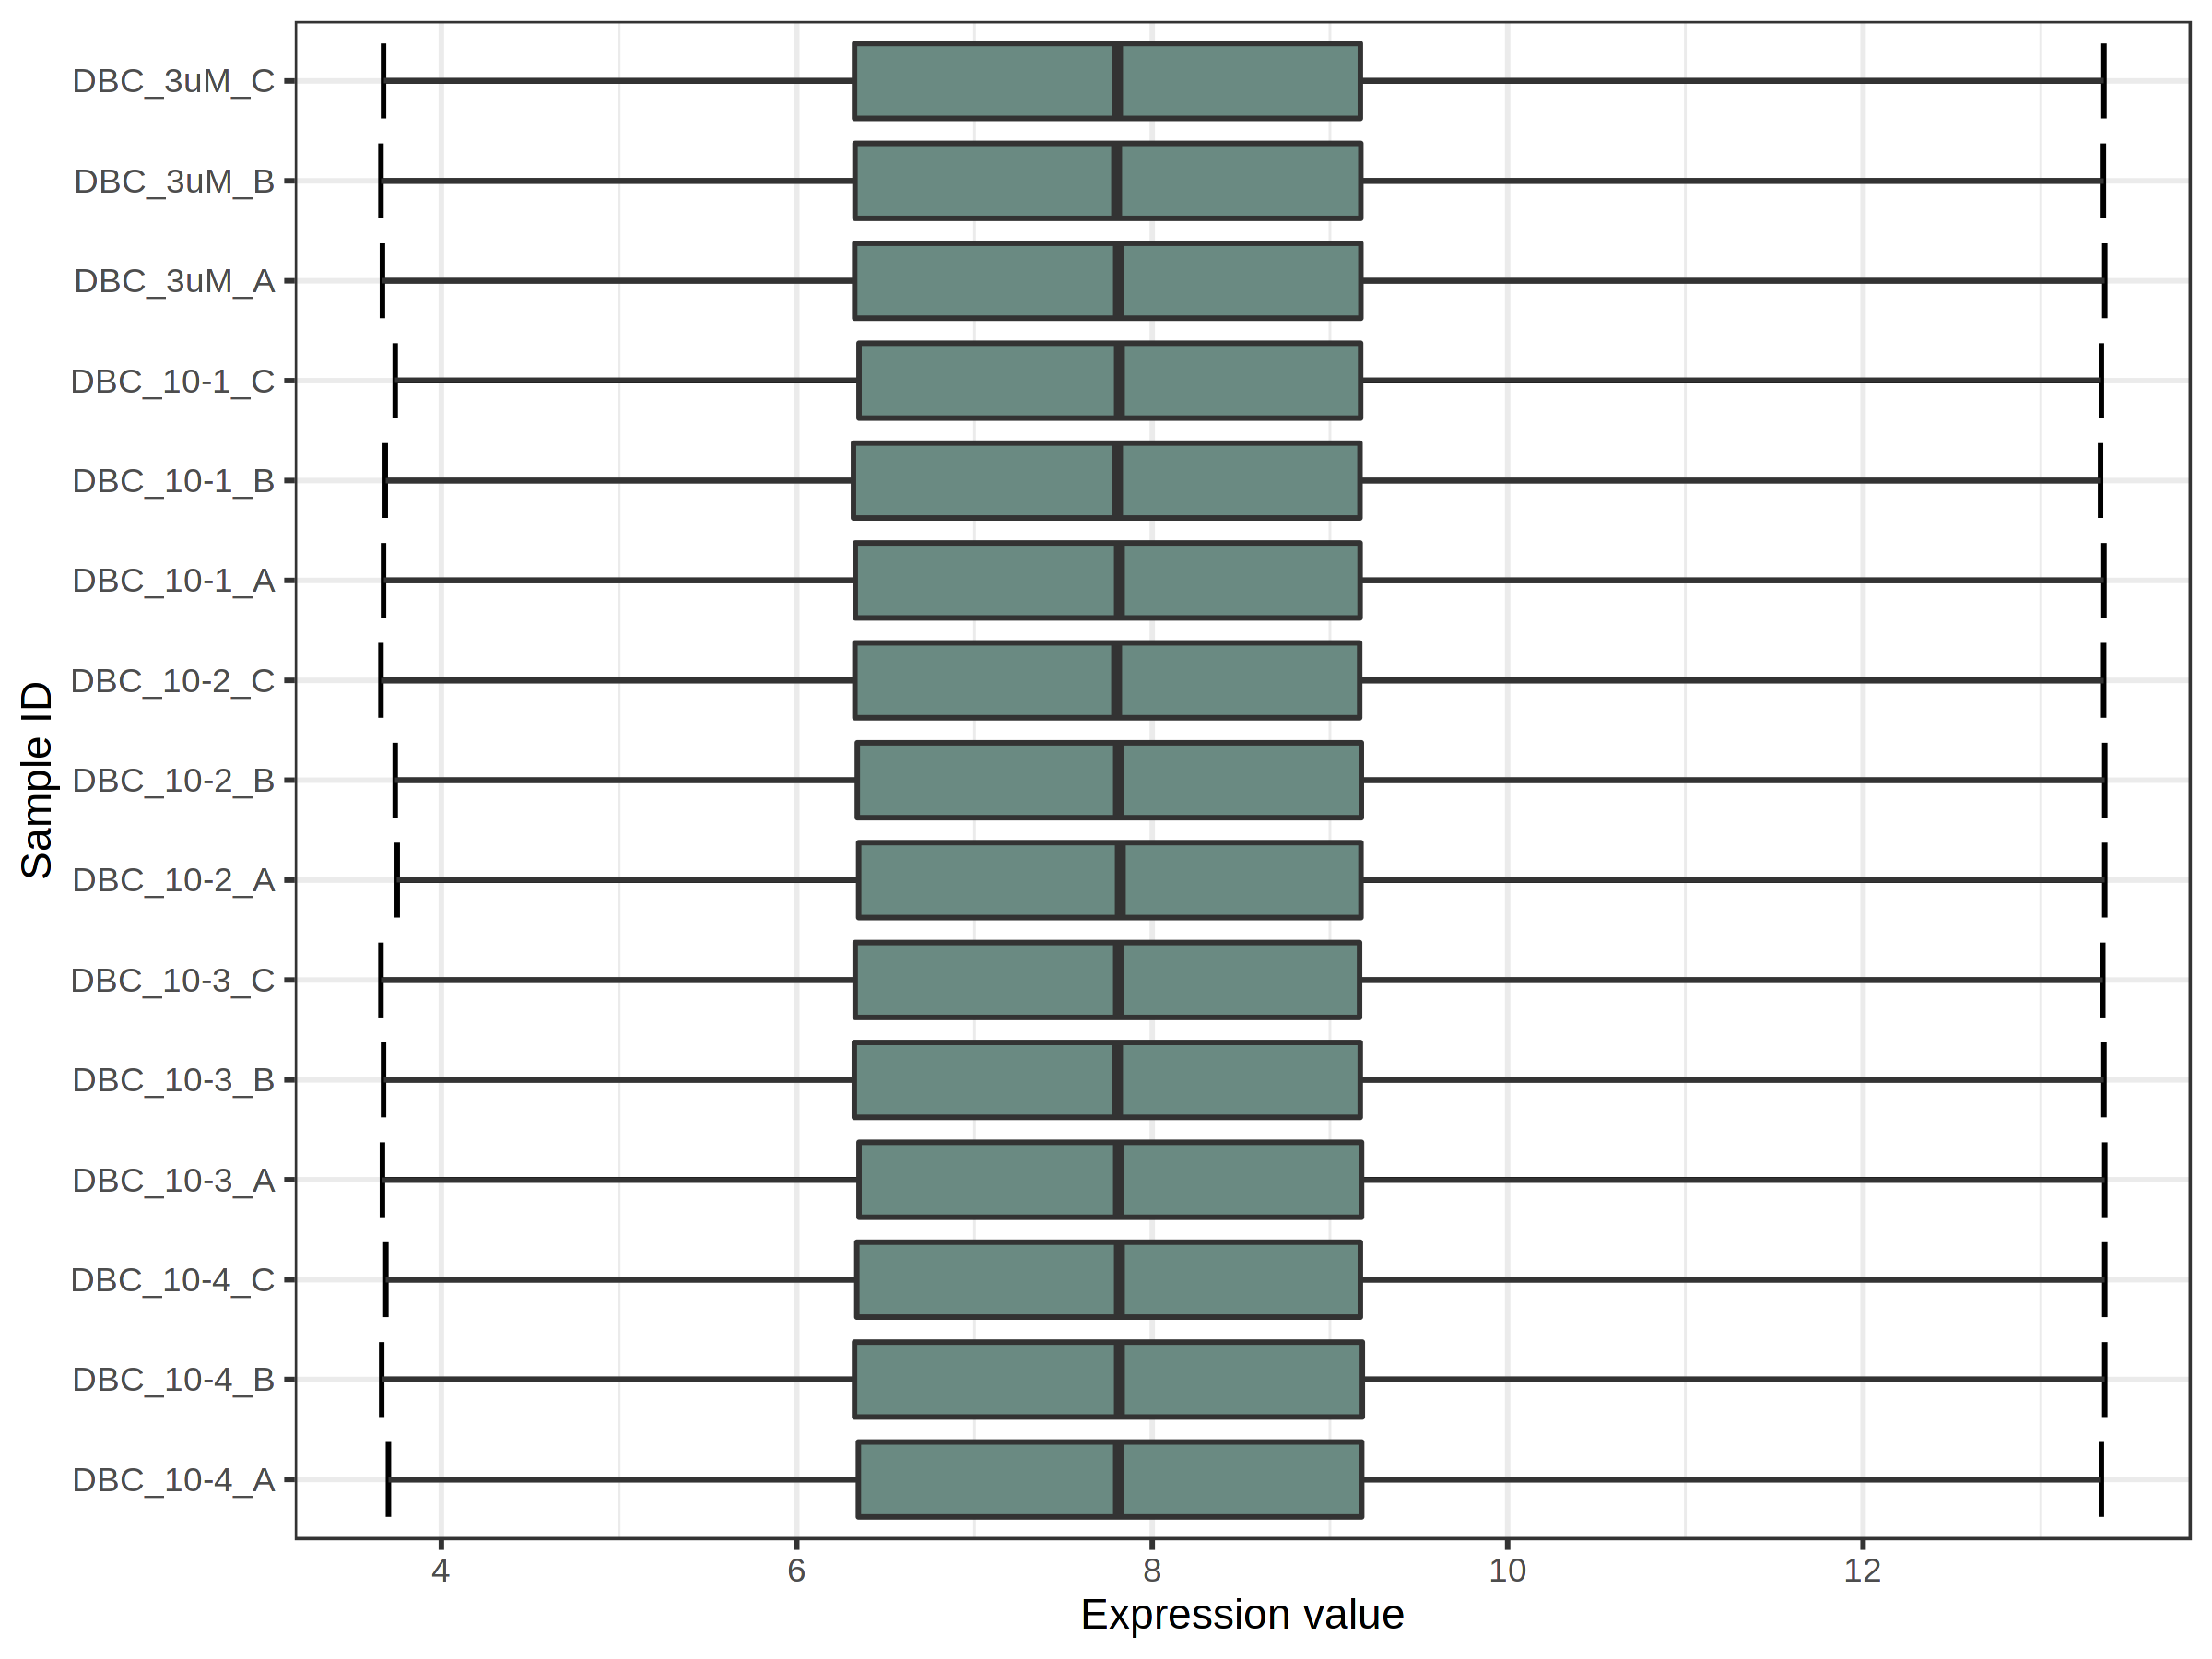 DBC_3uM_C
DBC_3uM_B
DBC_3uM_A
DBC_10-1_C
DBC_10-1_B
DBC_10-1_A
DBC_10-2_C
DBC_10-2_B
DBC_10-2_A
DBC_10-3_C
DBC_10-3_B
DBC_10-3_A
DBC_10-4_C
DBC_10-4_B
DBC_10-4_A
Sample ID
4 6 8 10 12
Expression value